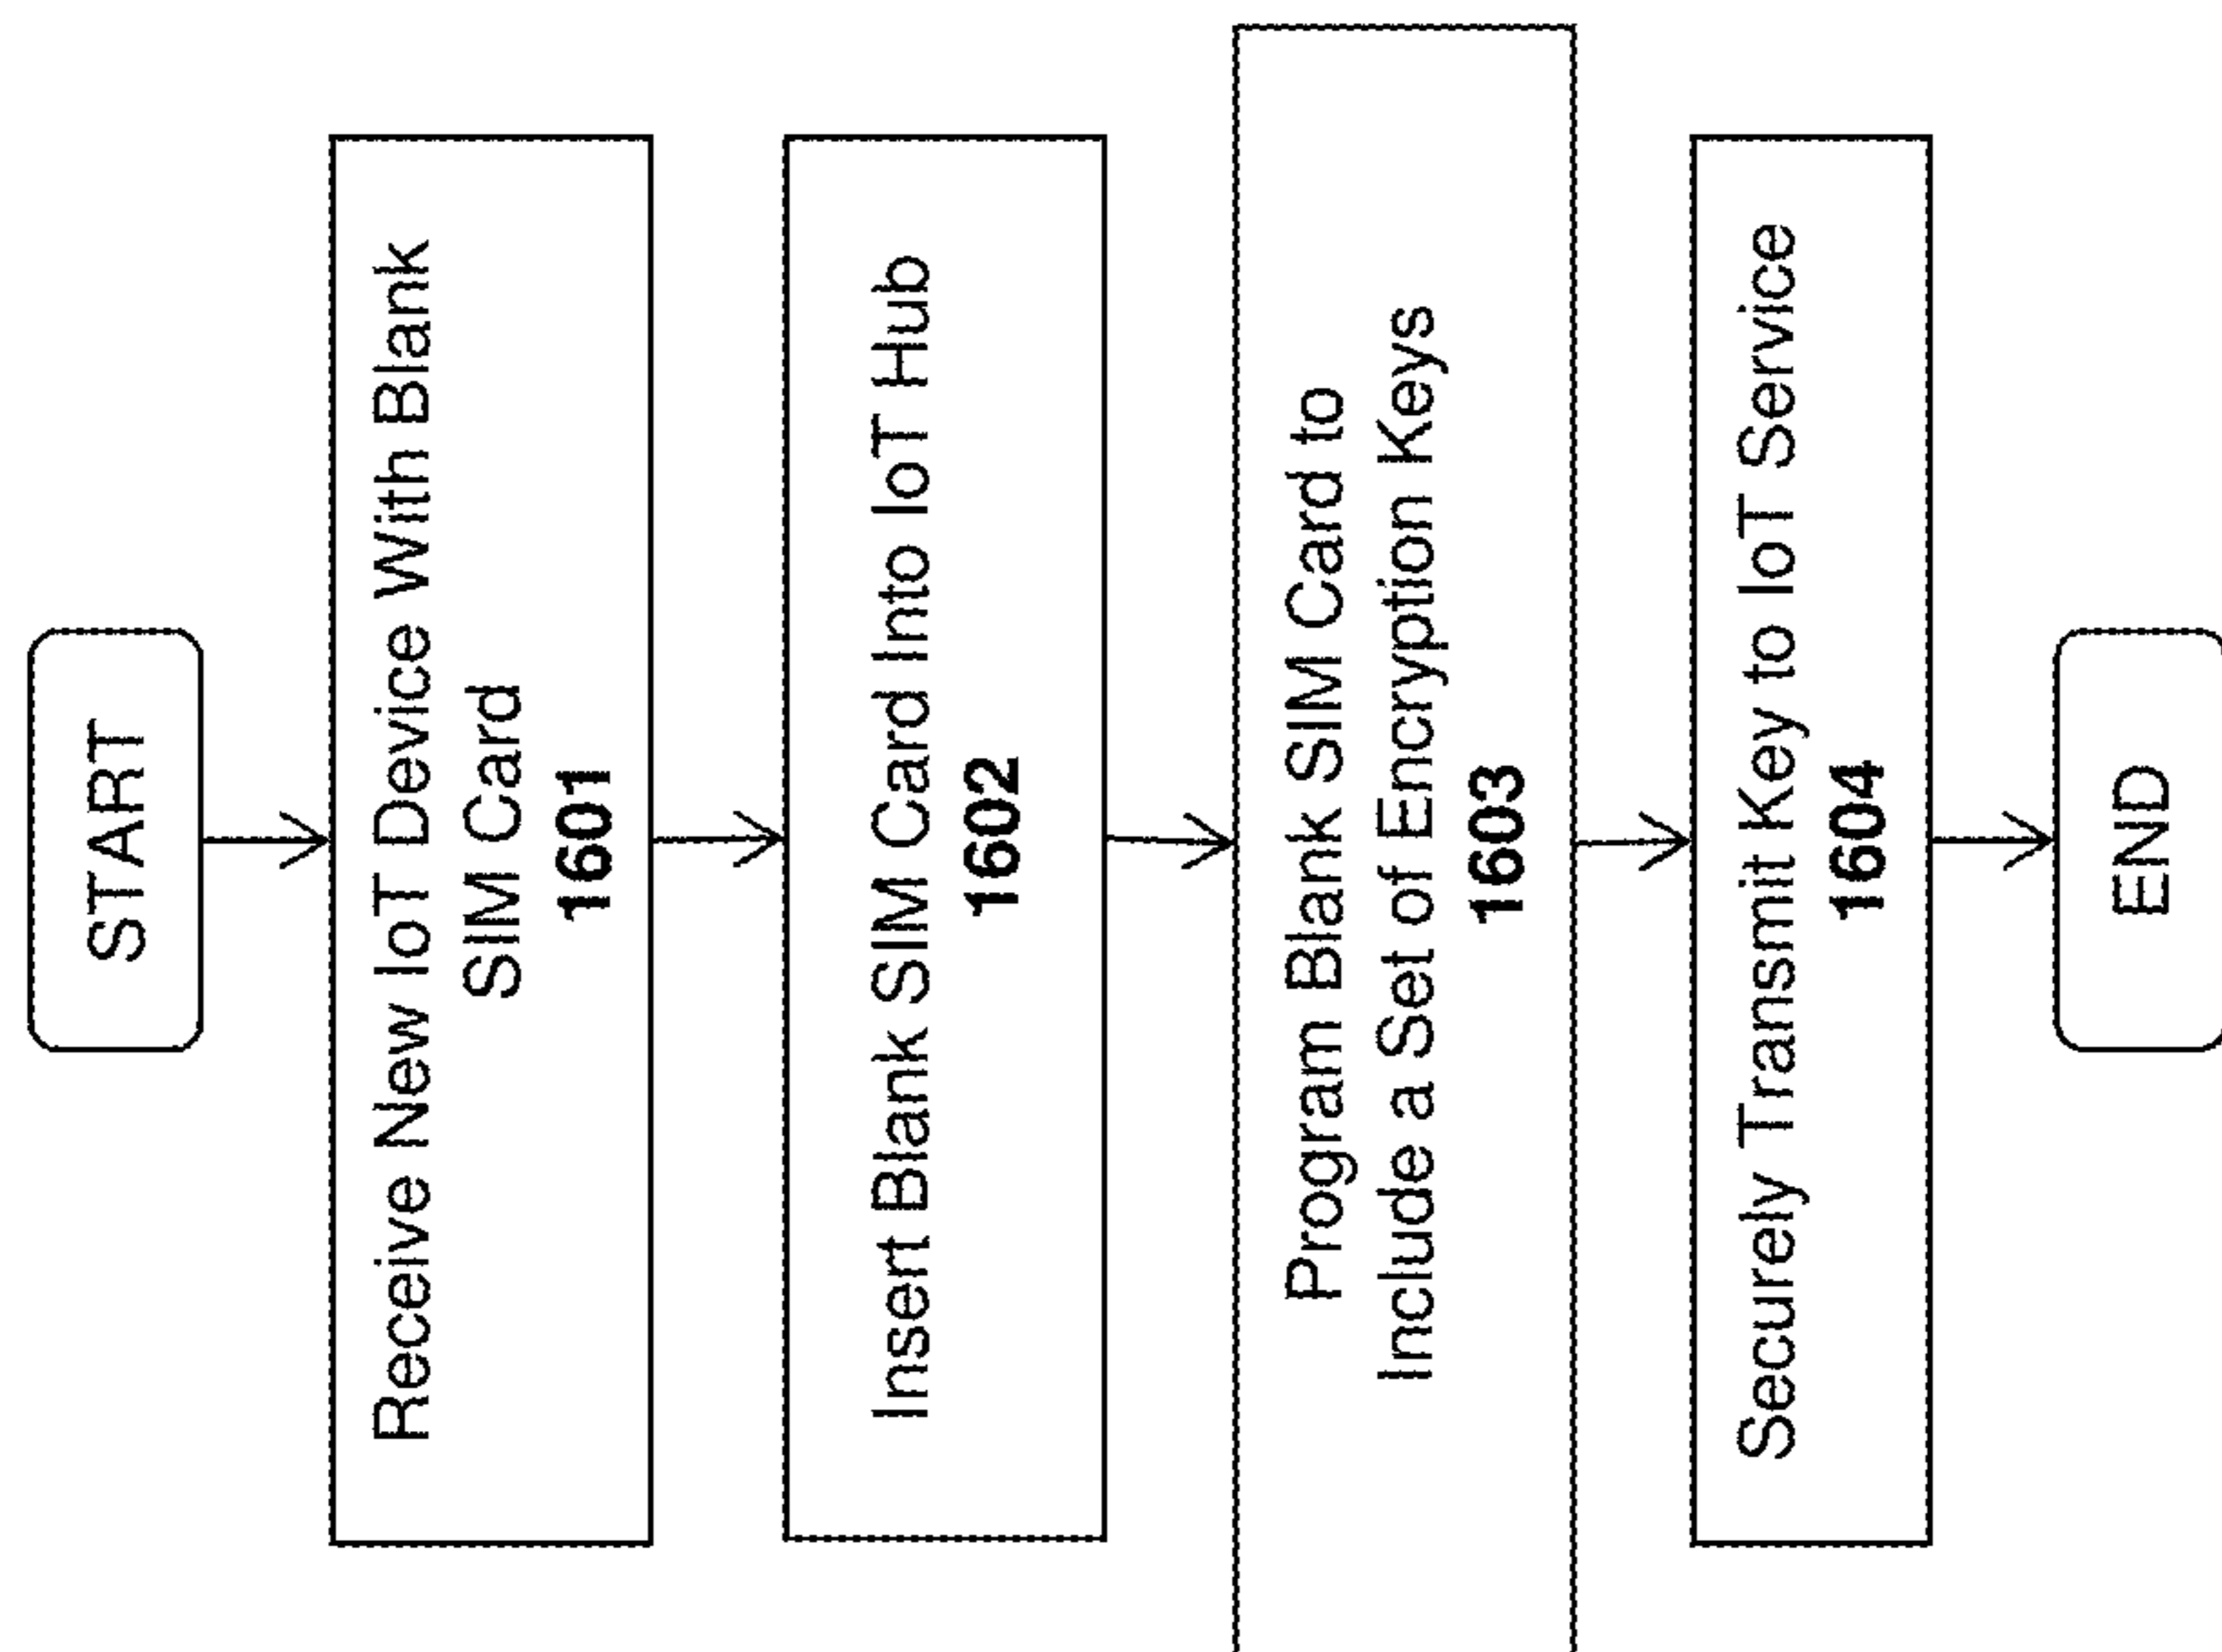 START
Receive New IoT Device With Blank
SIM Card
1601
Insert Blank SIM Card Into IoT Hub
1602
Program Blank SIM Card to
Include a Set of Encryption Keys
1603
Securely Transmit Key to IoT Service
1604
END